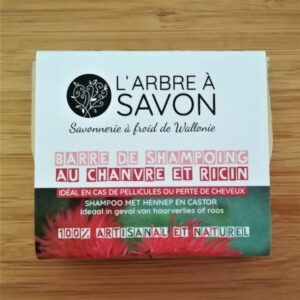 L'ARBRE À
SAVON
Savonnerie à froid de Wallonie
BARRE DE SHAMPOING
AU CHANVRE ET RICIN
IDÉAL EN CAS DE PELLICULES OU PERTE DE CHEVEUX
SHAMPOO MET HENNEP EN CASTOR
Ideaal in geval van haarverlies of roos
100% ARTISANAL ET NATUREL